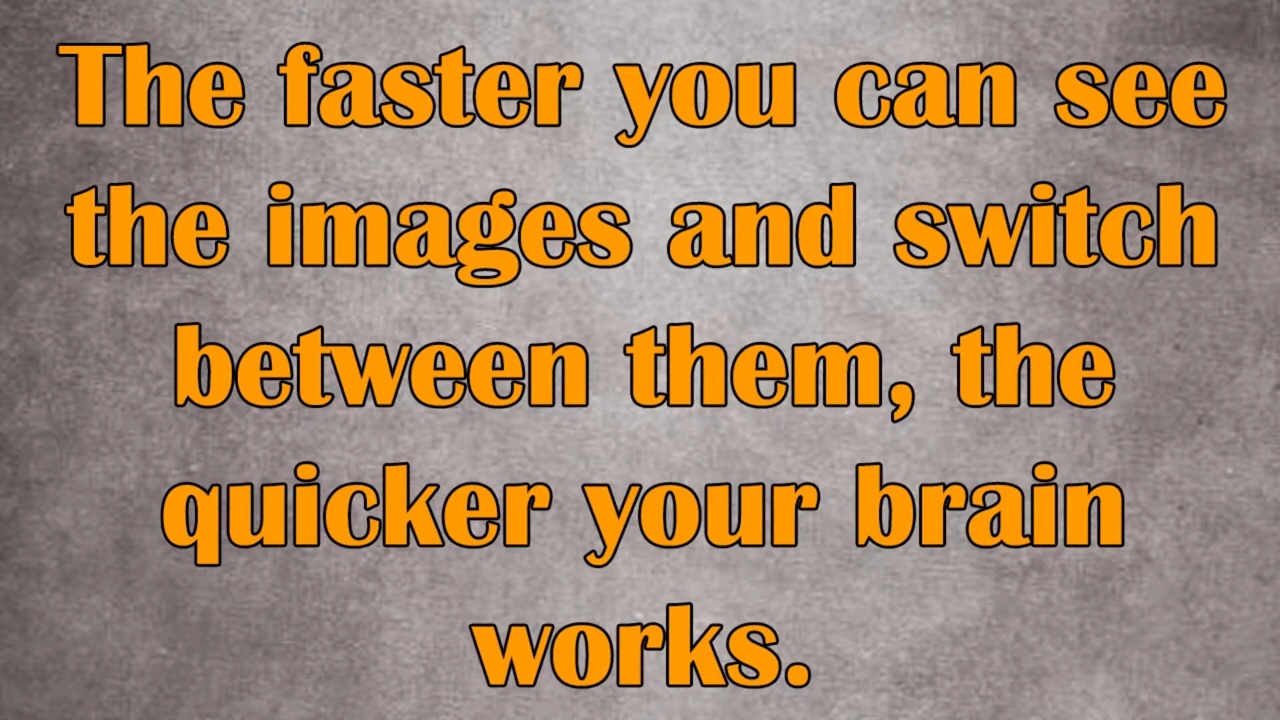 The faster you can see
the images and switch
between them, the
quicker your brain
works.